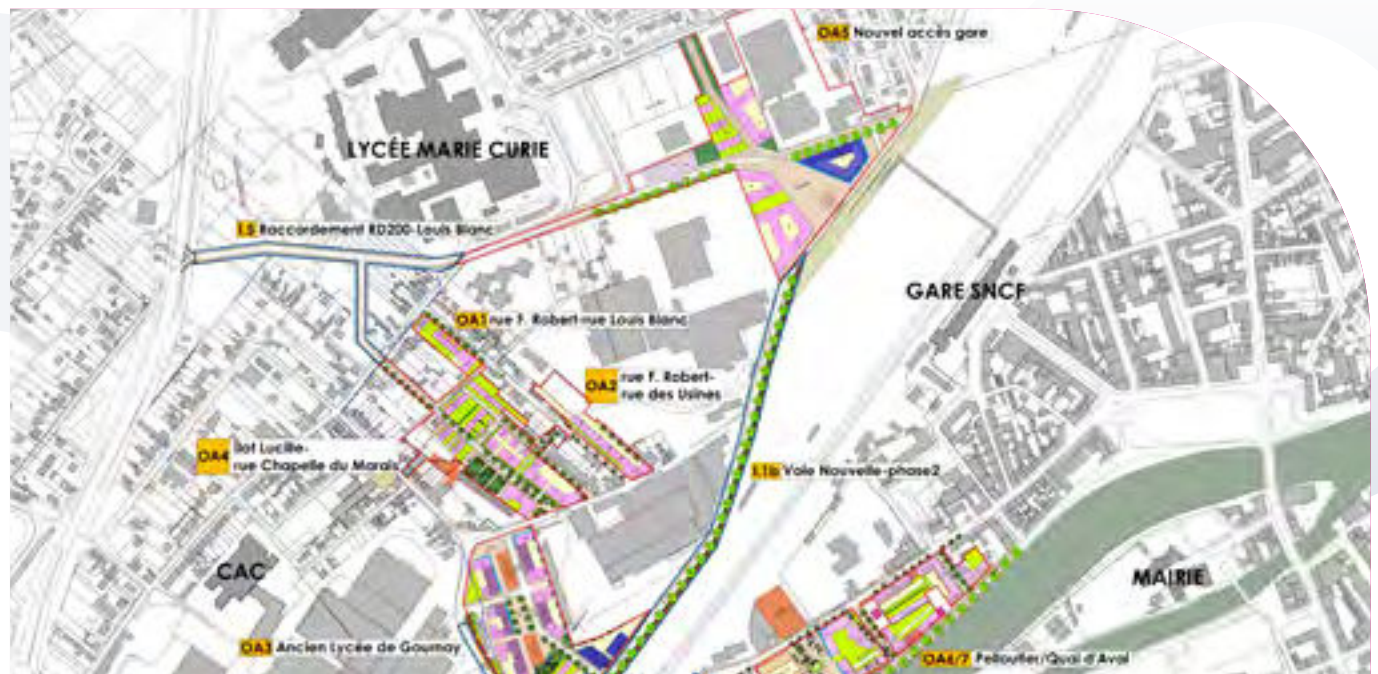 OA5 Nouvel accès gare
LYCÉE MARIE CURIE
I.5 Raccordement RD200-Louis Blanc
GARE SNCF
OA1 rue F. Robert-rue Louis Blanc
OA2 rue F. Robert-
rue des Usines
OA4 Ilot Lucille-
rue Chapelle du Marais
I.1b Voie Nouvelle-phase2
CAC
MAIRIE
OA3 Ancien Lycée de Gournay
OA6/7 Pelloutier/Quai d'Aval